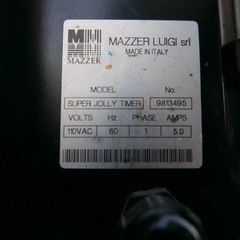 MAZZER LUIGI srl
MADE IN ITALY
MAZZER
MODEL No
SUPER JOLLY TIMER 9813495
VOLTS Hz PHASE AMPS
110VAC 60 1 5.0